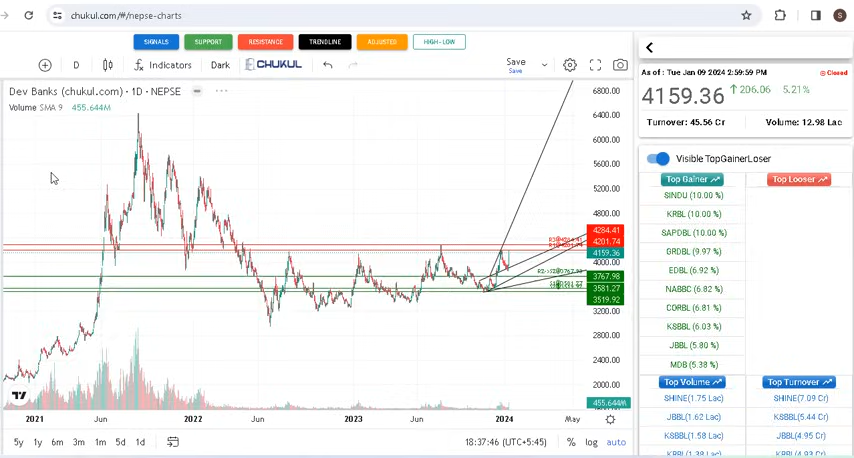 chukul.com/#/nepse-charts
S
SIGNALS
SUPPORT
RESISTANCE
TRENDLINE
ADJUSTED
HIGH-LOW
D
Indicators
Dark
CHUKUL
Save
Save
Dev Banks (chukul.com) · 1D · NEPSE
Volume SMA 9 455.644M
6800.00
6000.00
5600.00
5200.00
4800.00
4284.41
4201.74
4159.36
4000.00
3767.98
3581.27
3519.92
3200.00
2800.00
2400.00
2000.00
455.644M
2021
Jun
2022
Jun
2023
Jun
2024
May
5y
1y
6m
3m
1m
5d
1d
18:37:46 (UTC+5:45)
%
log
auto
As of : Tue Jan 09 2024 2:59:59 PM
Closed
4159.36
206.06
5.21%
Turnover: 45.56 Cr
Volume: 12.98 Lac
Visible TopGainerLoser
Top Gainer
Top Looser
SINDU (10.00 %)
KRBL (10.00 %)
SAPDBL (10.00 %)
GRDBL (9.97 %)
EDBL (6.92 %)
NABBC (6.82 %)
CORBL (6.81 %)
KSBBL (6.03 %)
JBBL (5.80 %)
MDB (5.38 %)
Top Volume
Top Turnover
SHINE(1.75 Lac)
SHINE(7.09 Cr)
JBBL(1.62 Lac)
KSBBL(5.44 Cr)
KSBBL(1.58 Lac)
JBBL(4.95 Cr)
KRBL(1.38 Lac)
KRBL(4.93 Cr)